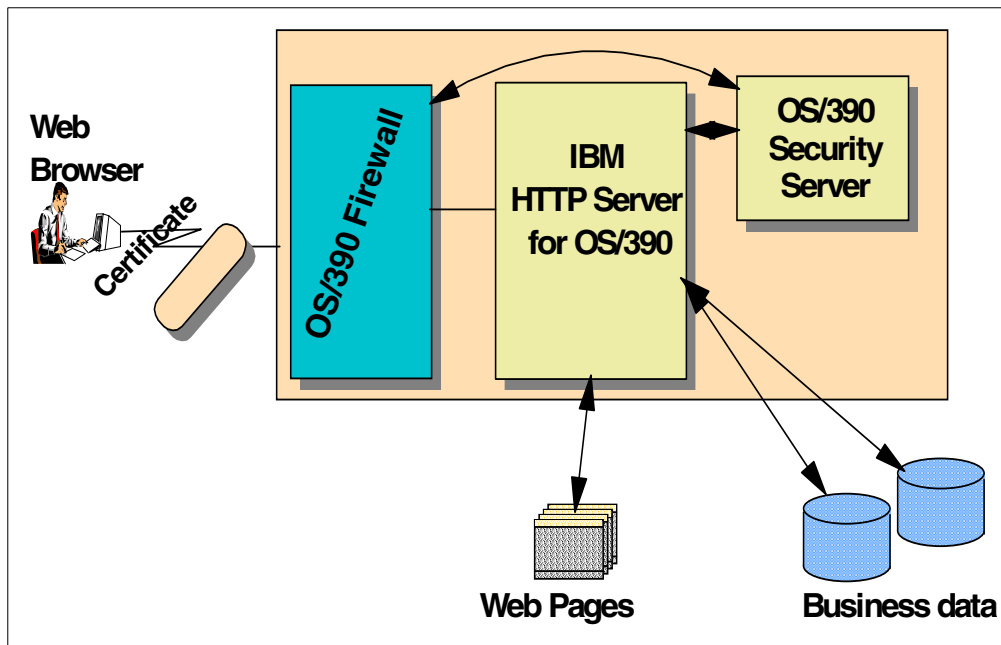 Web
Browser
Certificate
OS/390 Firewall
IBM
HTTP Server
for OS/390
OS/390
Security
Server
Web Pages
Business data